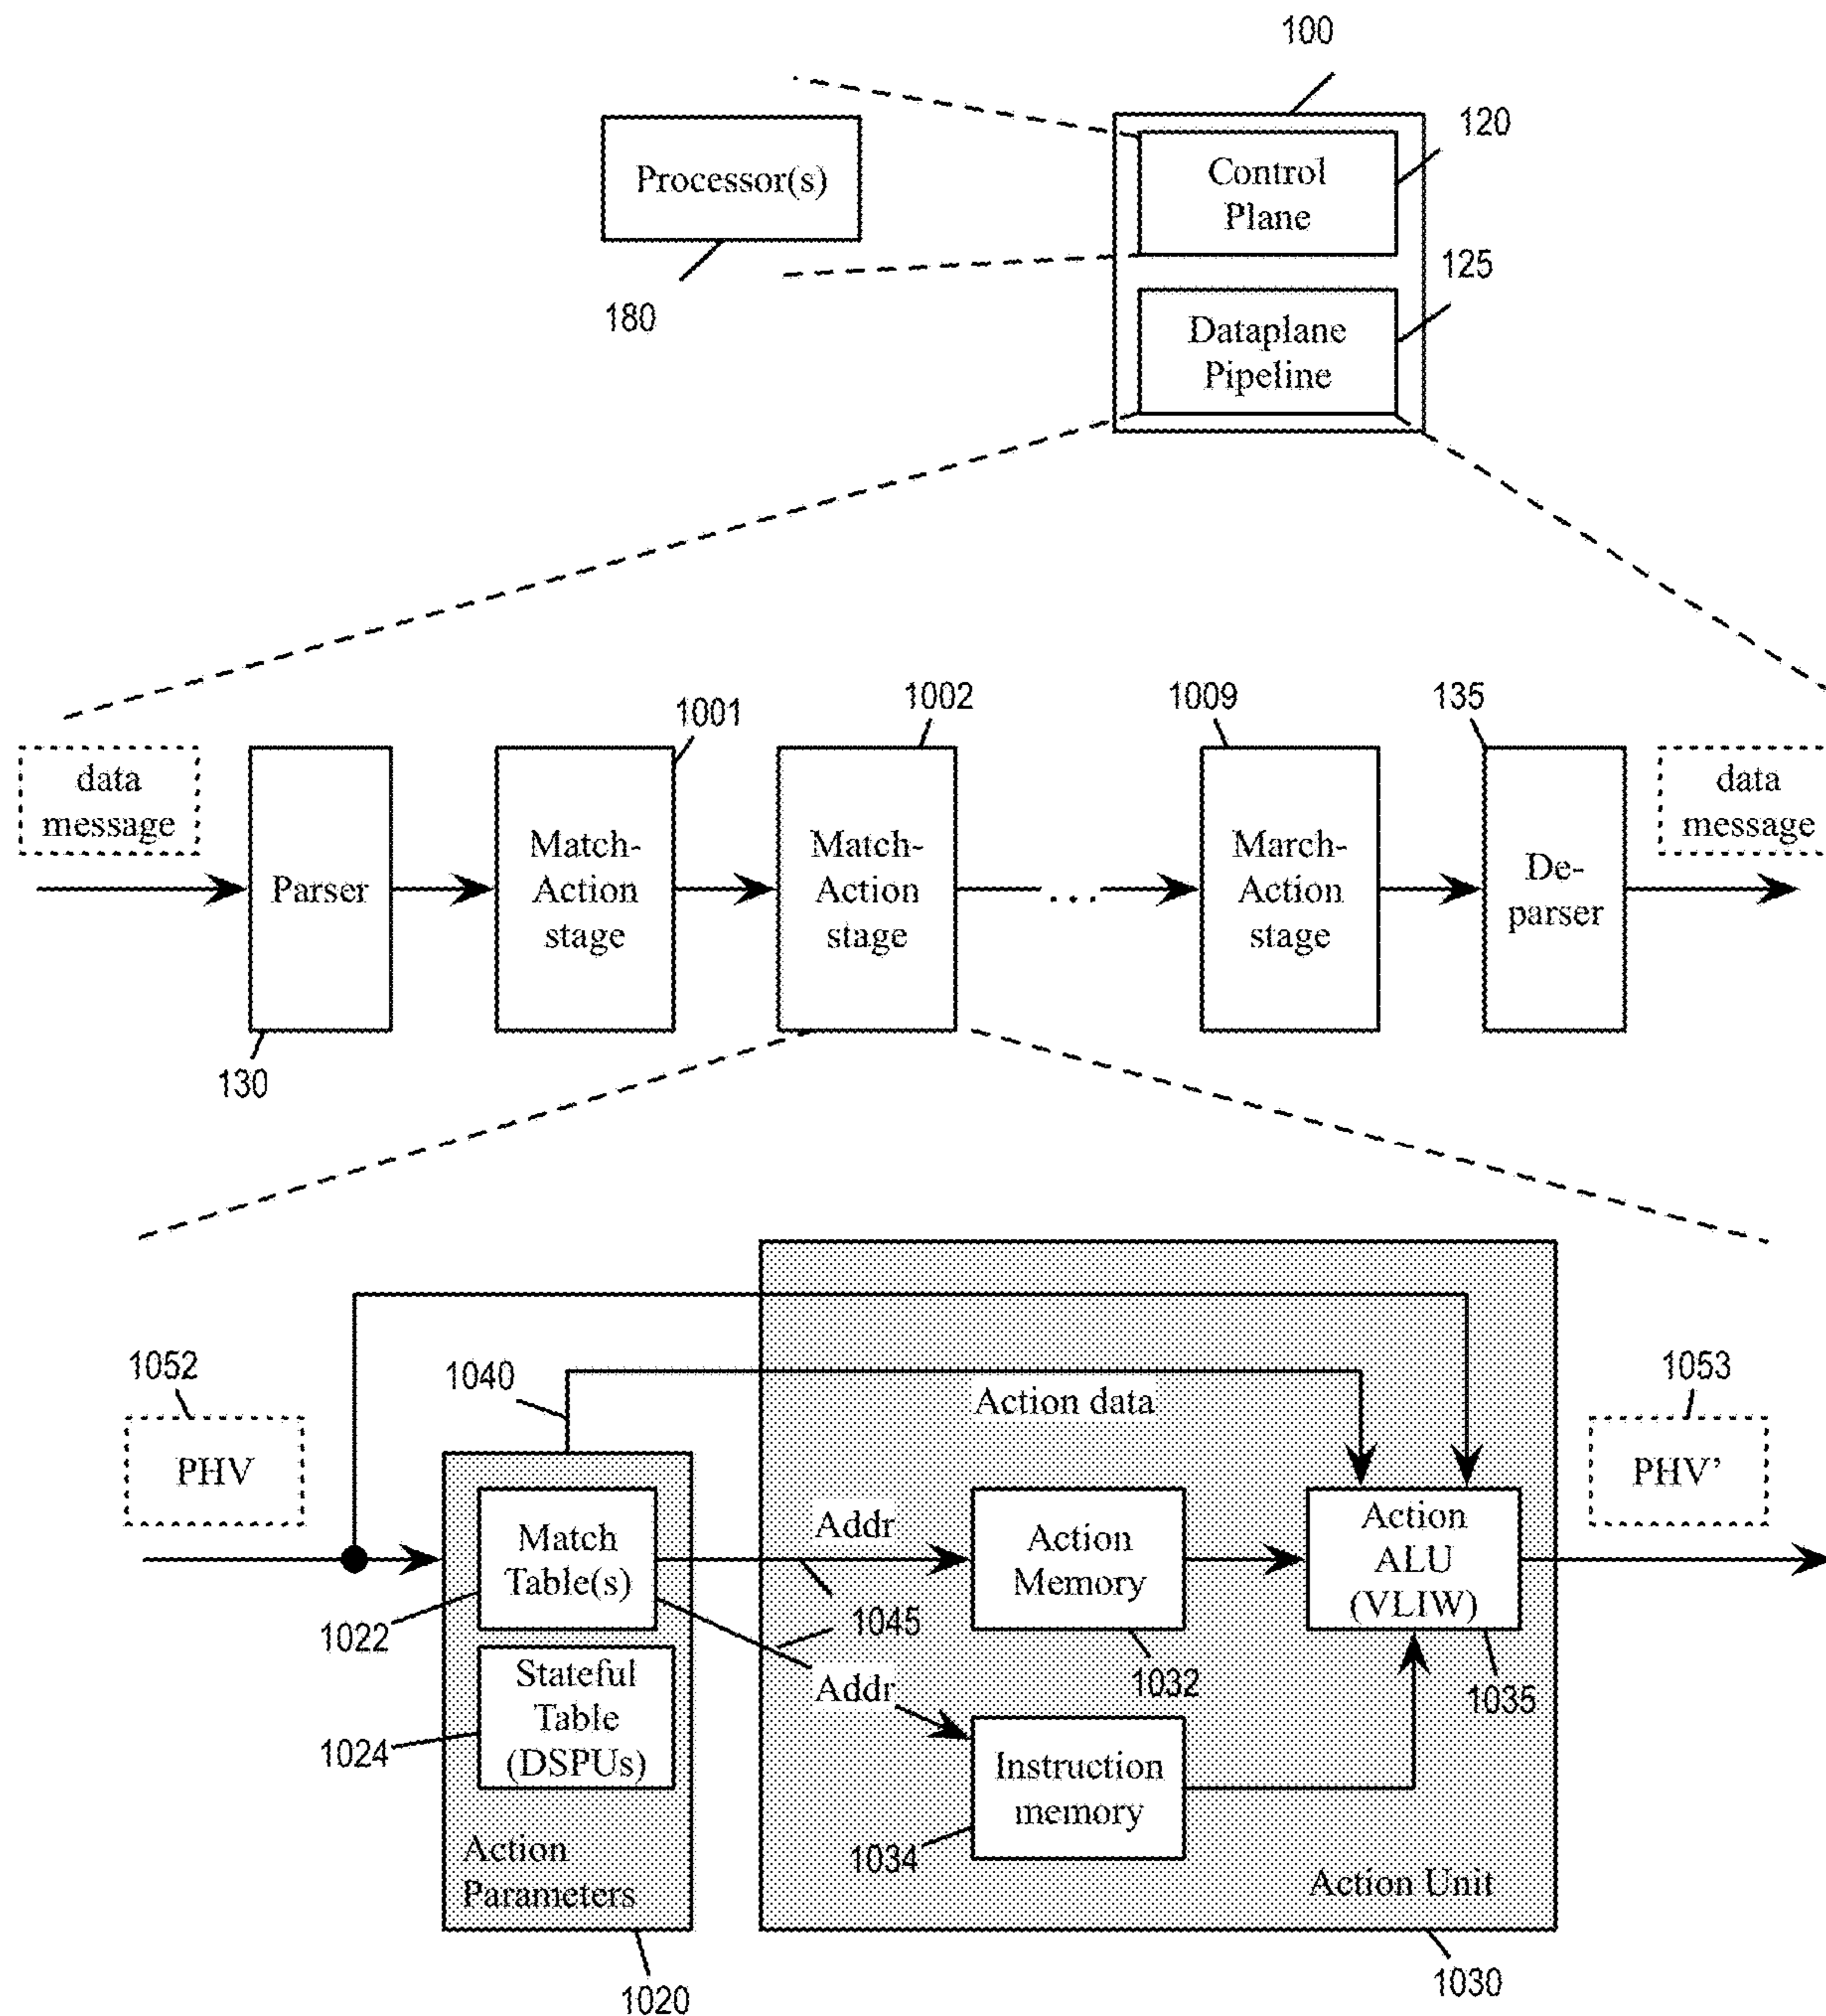 100
120
Processor(s)
Control
Plane
180
125
Dataplane
Pipeline
1001
1002
1009
135
data
message
Parser
Match-
Action
stage
Match-
Action
stage
...
March-
Action
stage
De-
parser
data
message
130
1052
PHV
1040
Action data
1053
PHV’
Match
Table(s)
1022
Addr
1045
Action
Memory
1032
Action
ALU
(VLIW)
1035
Stateful
Table
(DSPUs)
1024
Addr
Instruction
memory
1034
Action
Parameters
Action Unit
1020
1030